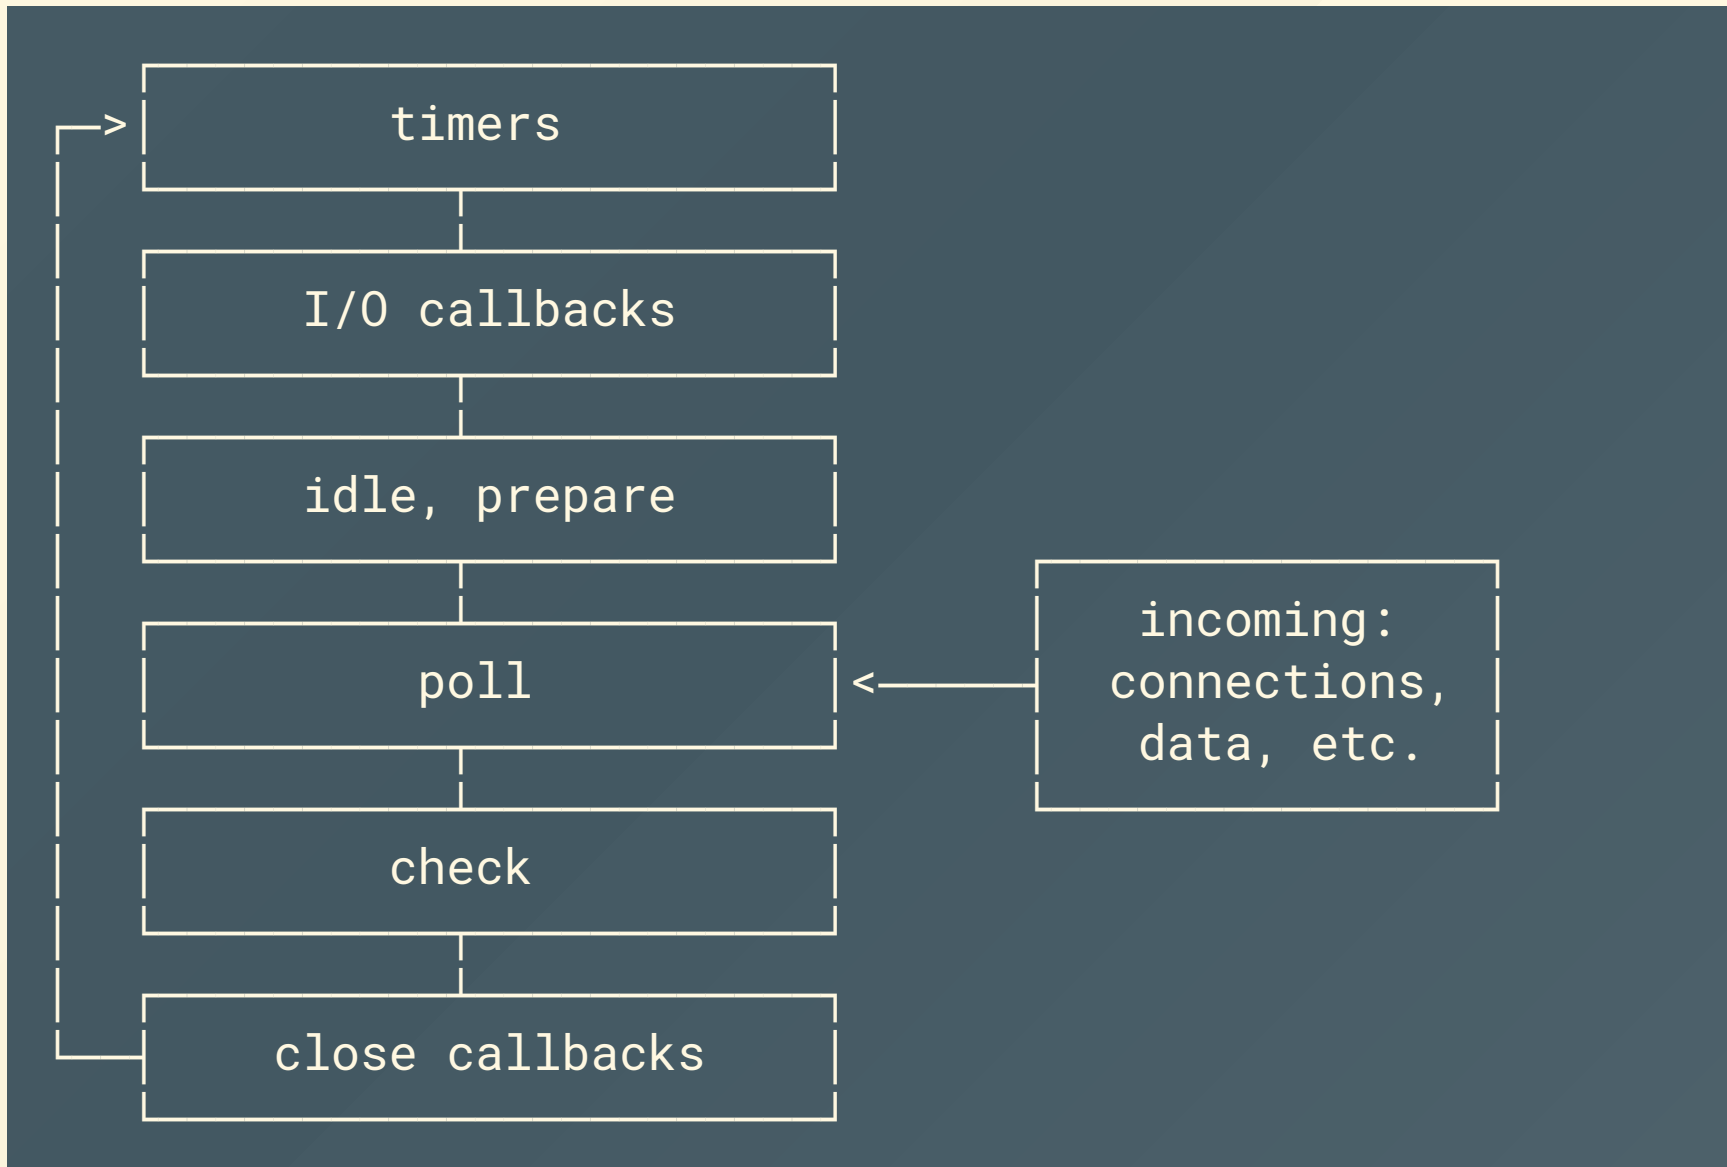 timers
I/O callbacks
idle, prepare
poll
incoming:
connections,
data, etc.
check
close callbacks